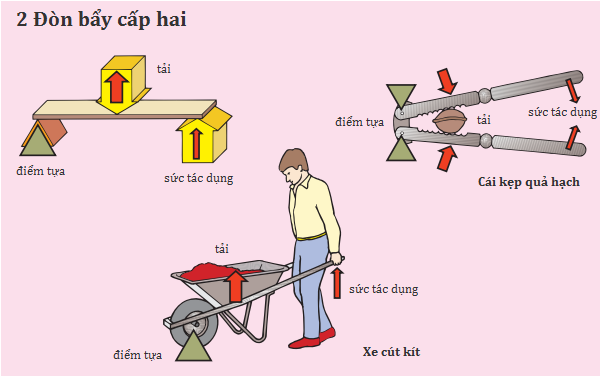 2 Đòn bẩy cấp hai
tải
điểm tựa
sức tác dụng
điểm tựa
tải
sức tác dụng
Cái kẹp quả hạch
tải
sức tác dụng
điểm tựa
Xe cút kít